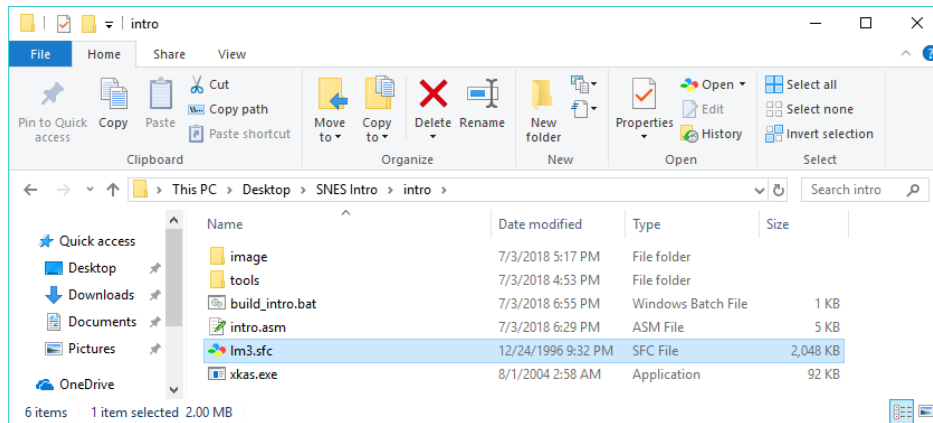 intro
File Home Share View
Pin to Quick access
Copy
Paste
Cut
Copy path
Paste shortcut
Clipboard
Move to
Copy to
Delete
Rename
Organize
New folder
New
Properties
Open
Edit
History
Open
Select all
Select none
Invert selection
Select
This PC > Desktop > SNES Intro > intro >
Search intro
Quick access
Desktop
Downloads
Documents
Pictures
OneDrive
Name Date modified Type Size
image 7/3/2018 5:17 PM File folder
tools 7/3/2018 4:53 PM File folder
build_intro.bat 7/3/2018 6:55 PM Windows Batch File 1 KB
intro.asm 7/3/2018 6:29 PM ASM File 5 KB
lm3.sfc 12/24/1996 9:32 PM SFC File 2,048 KB
xkas.exe 8/1/2004 2:58 AM Application 92 KB
6 items 1 item selected 2.00 MB